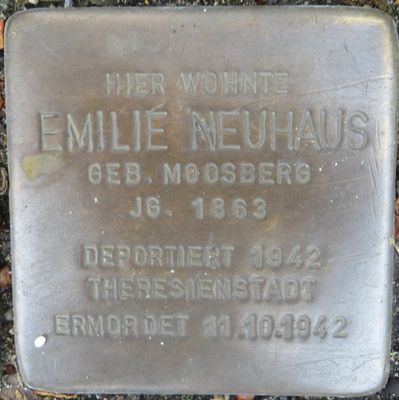 HIER WOHNTE
EMILIE NEUHAUS
GEB. MOOSBERG
JG. 1863
DEPORTIERT 1942
THERESIENSTADT
ERMORDET 11.10.1942